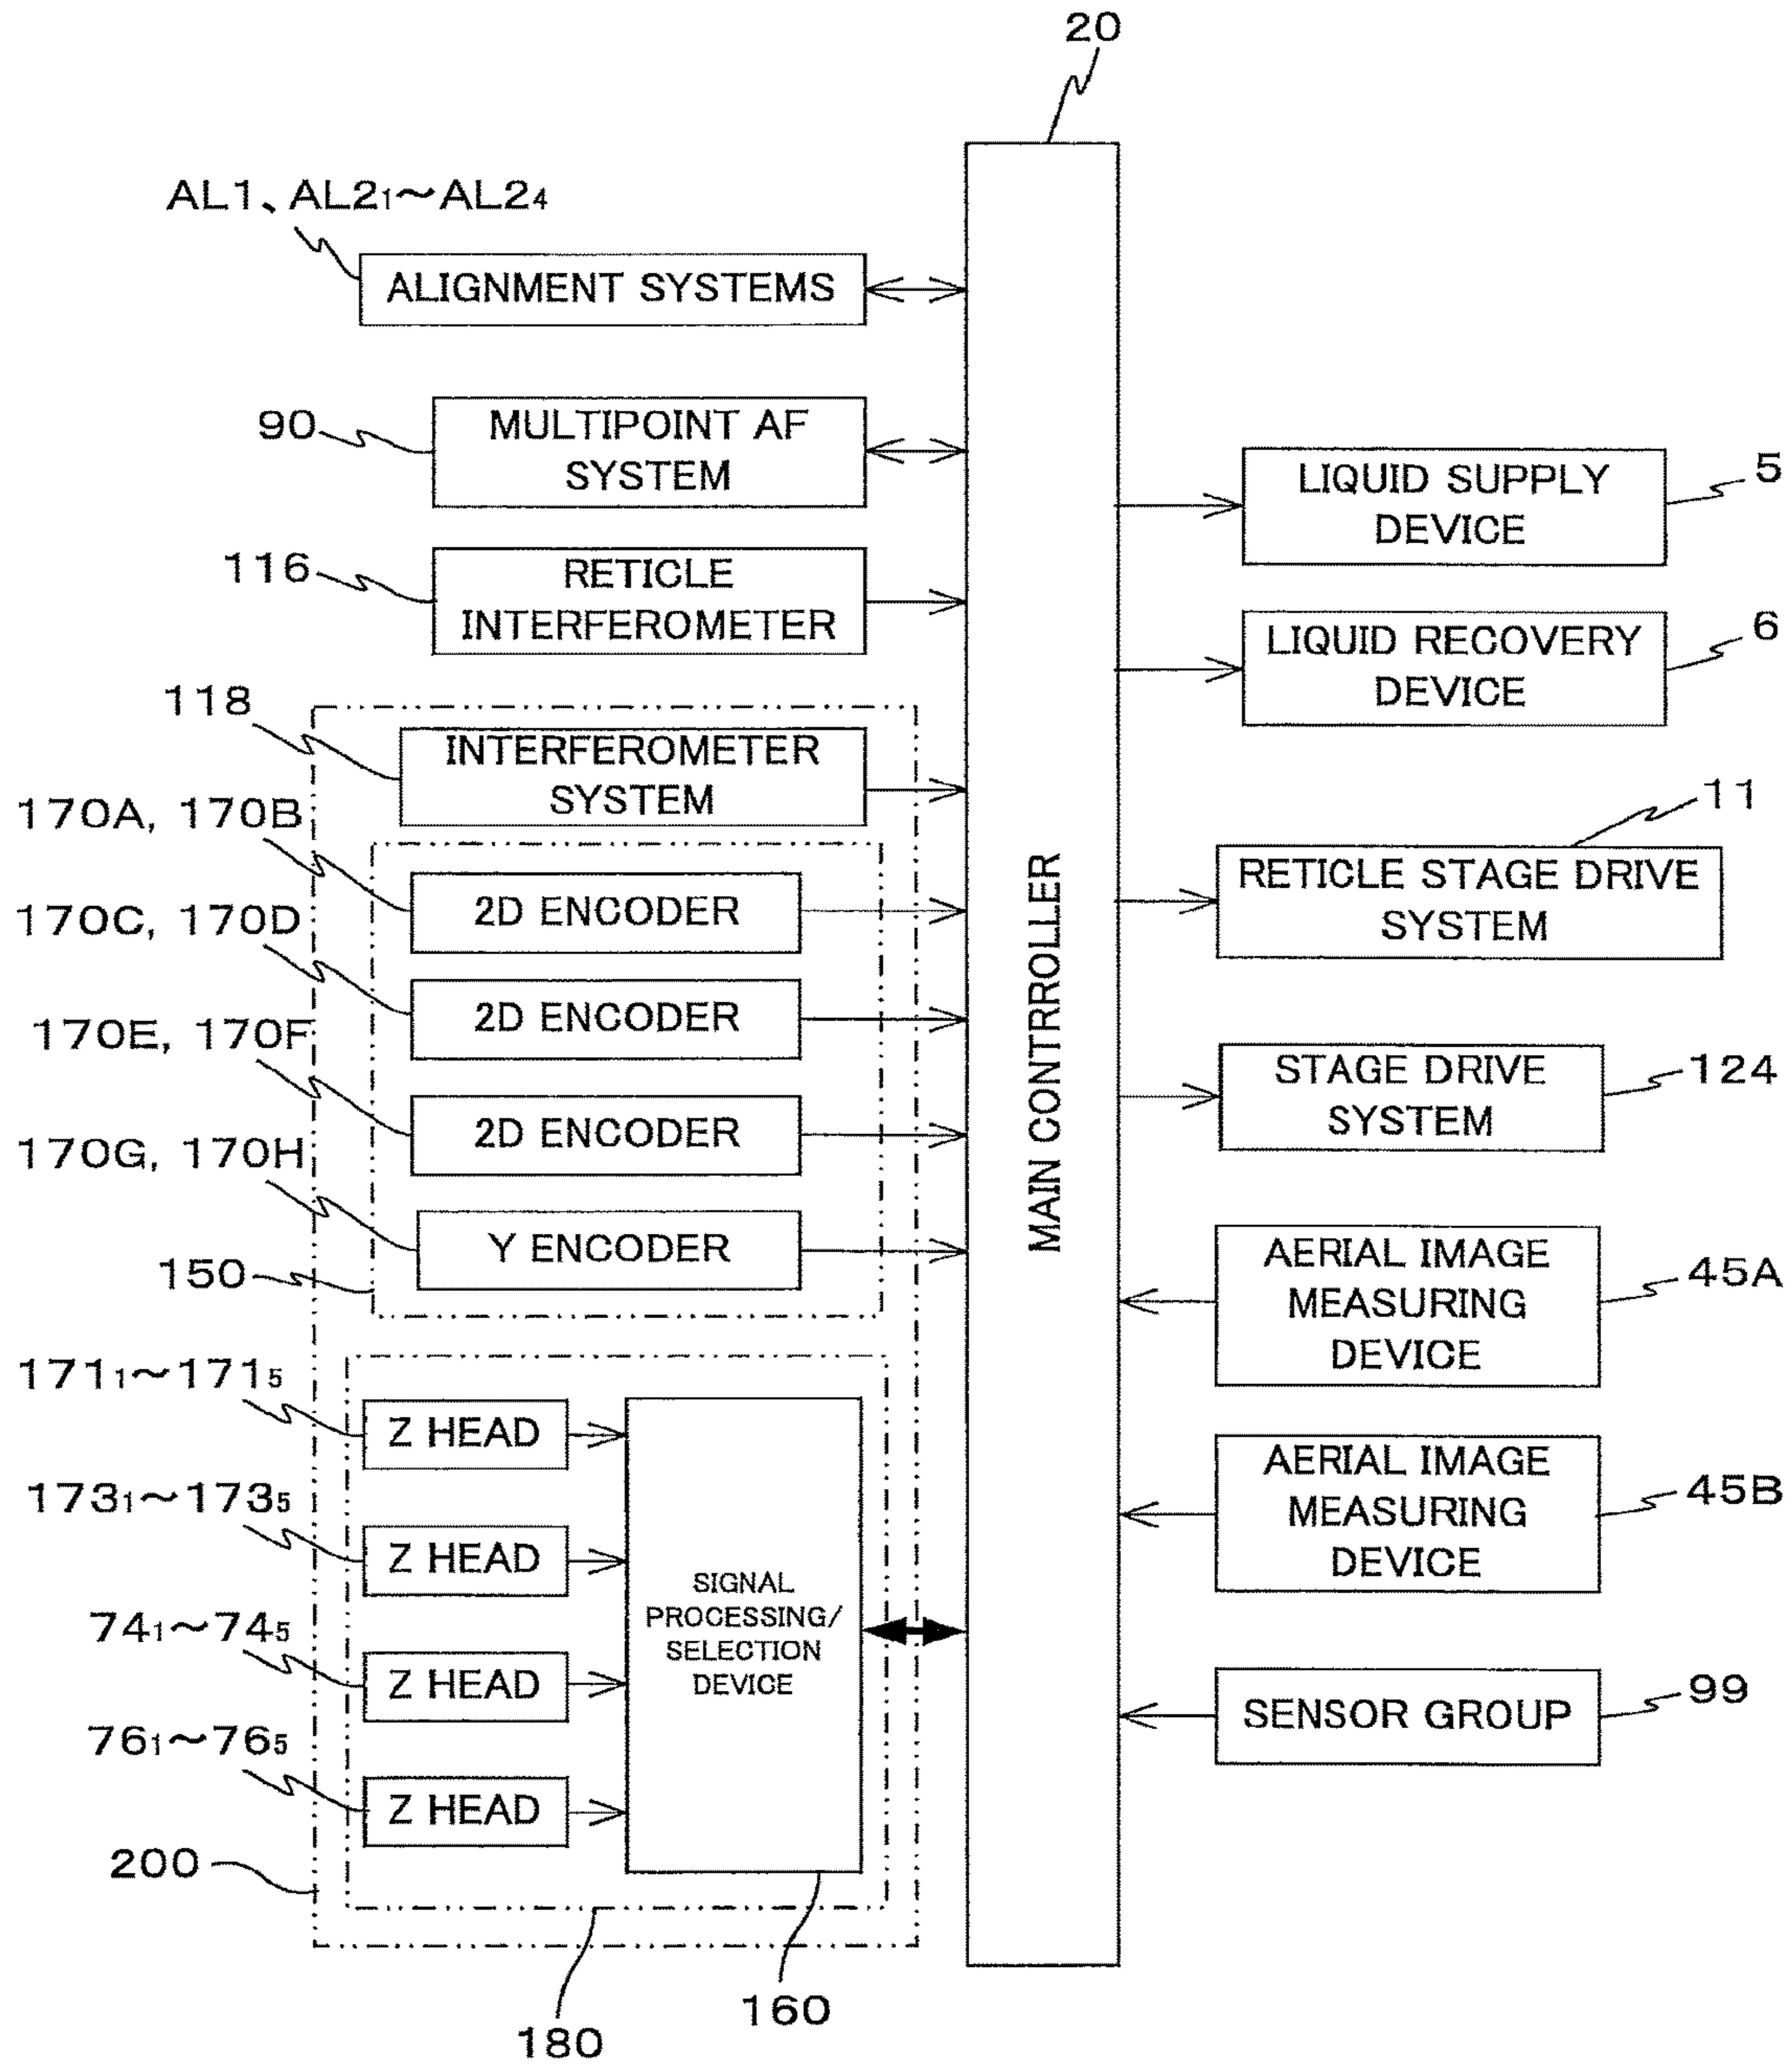 20
AL1、AL2₁～AL2₄
ALIGNMENT SYSTEMS
90
MULTIPOINT AF
SYSTEM
116
RETICLE
INTERFEROMETER
118
INTERFEROMETER
SYSTEM
170A, 170B
2D ENCODER
170C, 170D
2D ENCODER
170E, 170F
2D ENCODER
170G, 170H
Y ENCODER
150
171₁～171₅
Z HEAD
173₁～173₅
Z HEAD
74₁～74₅
Z HEAD
76₁～76₅
Z HEAD
SIGNAL
PROCESSING/
SELECTION
DEVICE
200
180
160
MAIN CONTRROLLER
LIQUID SUPPLY
DEVICE
5
LIQUID RECOVERY
DEVICE
6
11
RETICLE STAGE DRIVE
SYSTEM
STAGE DRIVE
SYSTEM
124
AERIAL IMAGE
MEASURING
DEVICE
45A
AERIAL IMAGE
MEASURING
DEVICE
45B
SENSOR GROUP
99